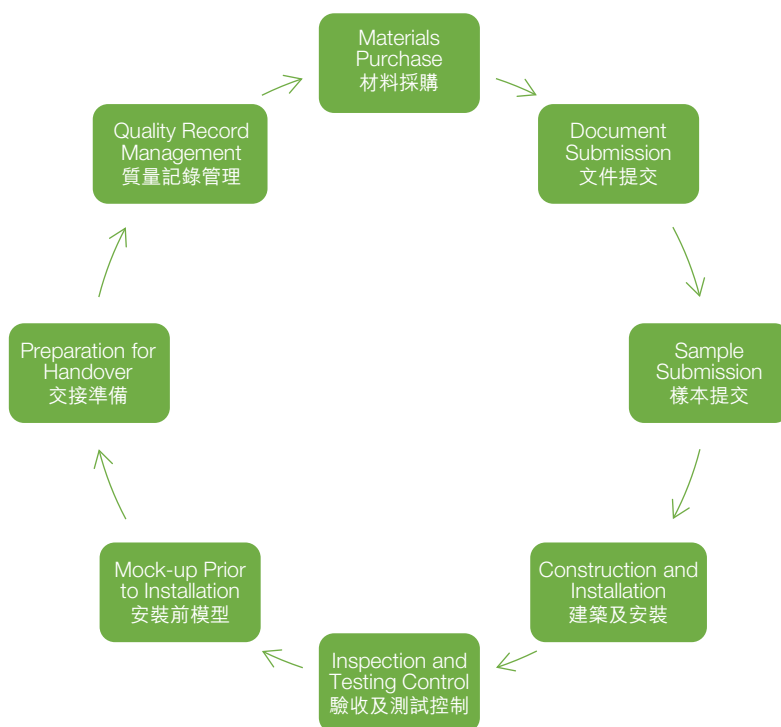 Materials
Purchase
材料採購
Document
Submission
文件提交
Sample
Submission
樣本提交
Construction and
Installation
建築及安裝
Inspection and
Testing Control
驗收及測試控制
Mock-up Prior
to Installation
安裝前模型
Preparation for
Handover
交接準備
Quality Record
Management
質量記錄管理